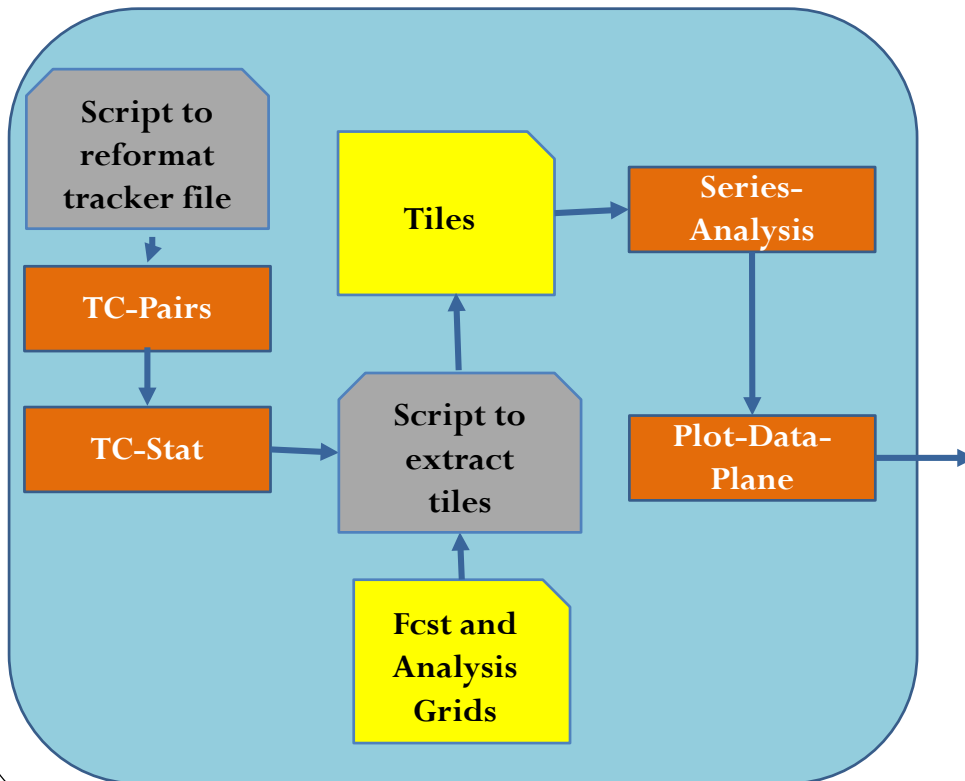 Script to
reformat
tracker file
TC-Pairs
TC-Stat
Tiles
Script to
extract
tiles
Fcst and
Analysis
Grids
Series-
Analysis
Plot-Data-
Plane